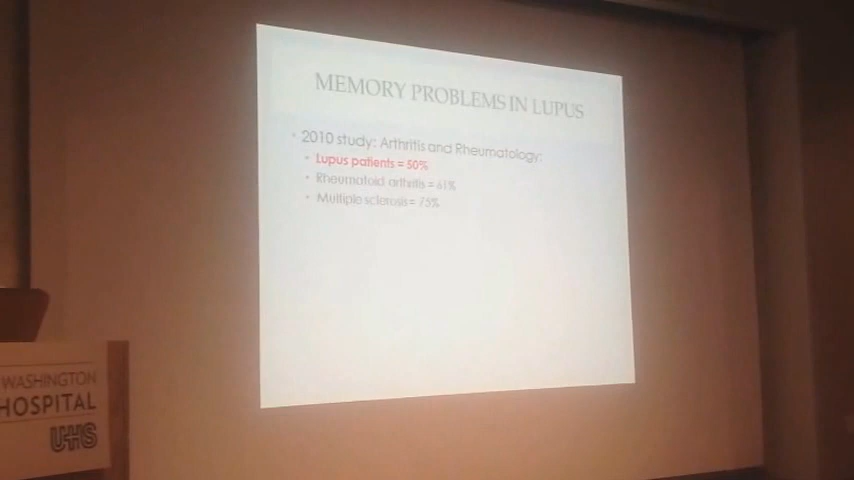 MEMORY PROBLEMS IN LUPUS
• 2010 study: Arthritis and Rheumatology:
• Lupus patients = 50%
• Rheumatoid arthritis = 61%
• Multiple sclerosis = 75%
WASHINGTON
HOSPITAL
UHS